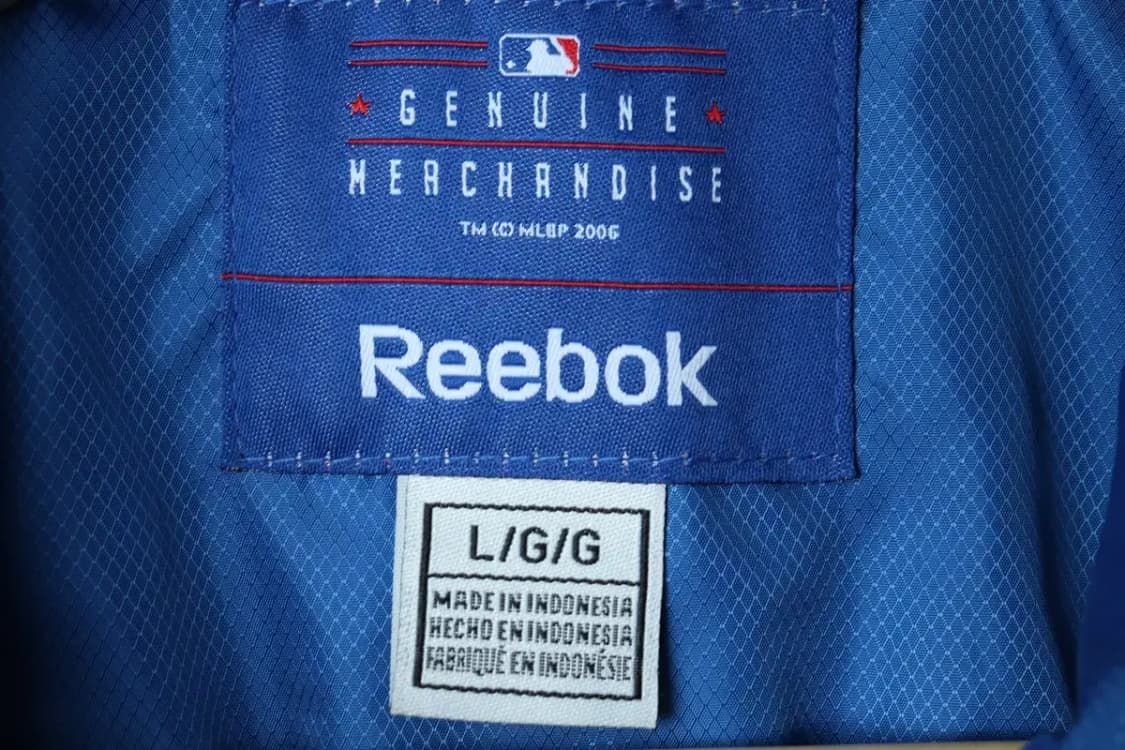 GENUINE
MERCHANDISE
TM (C) MLBP 2006
Reebok
L/G/G
MADE IN INDONESIA
HECHO EN INDONESIA
FABRIQUÉ EN INDONÉSIE